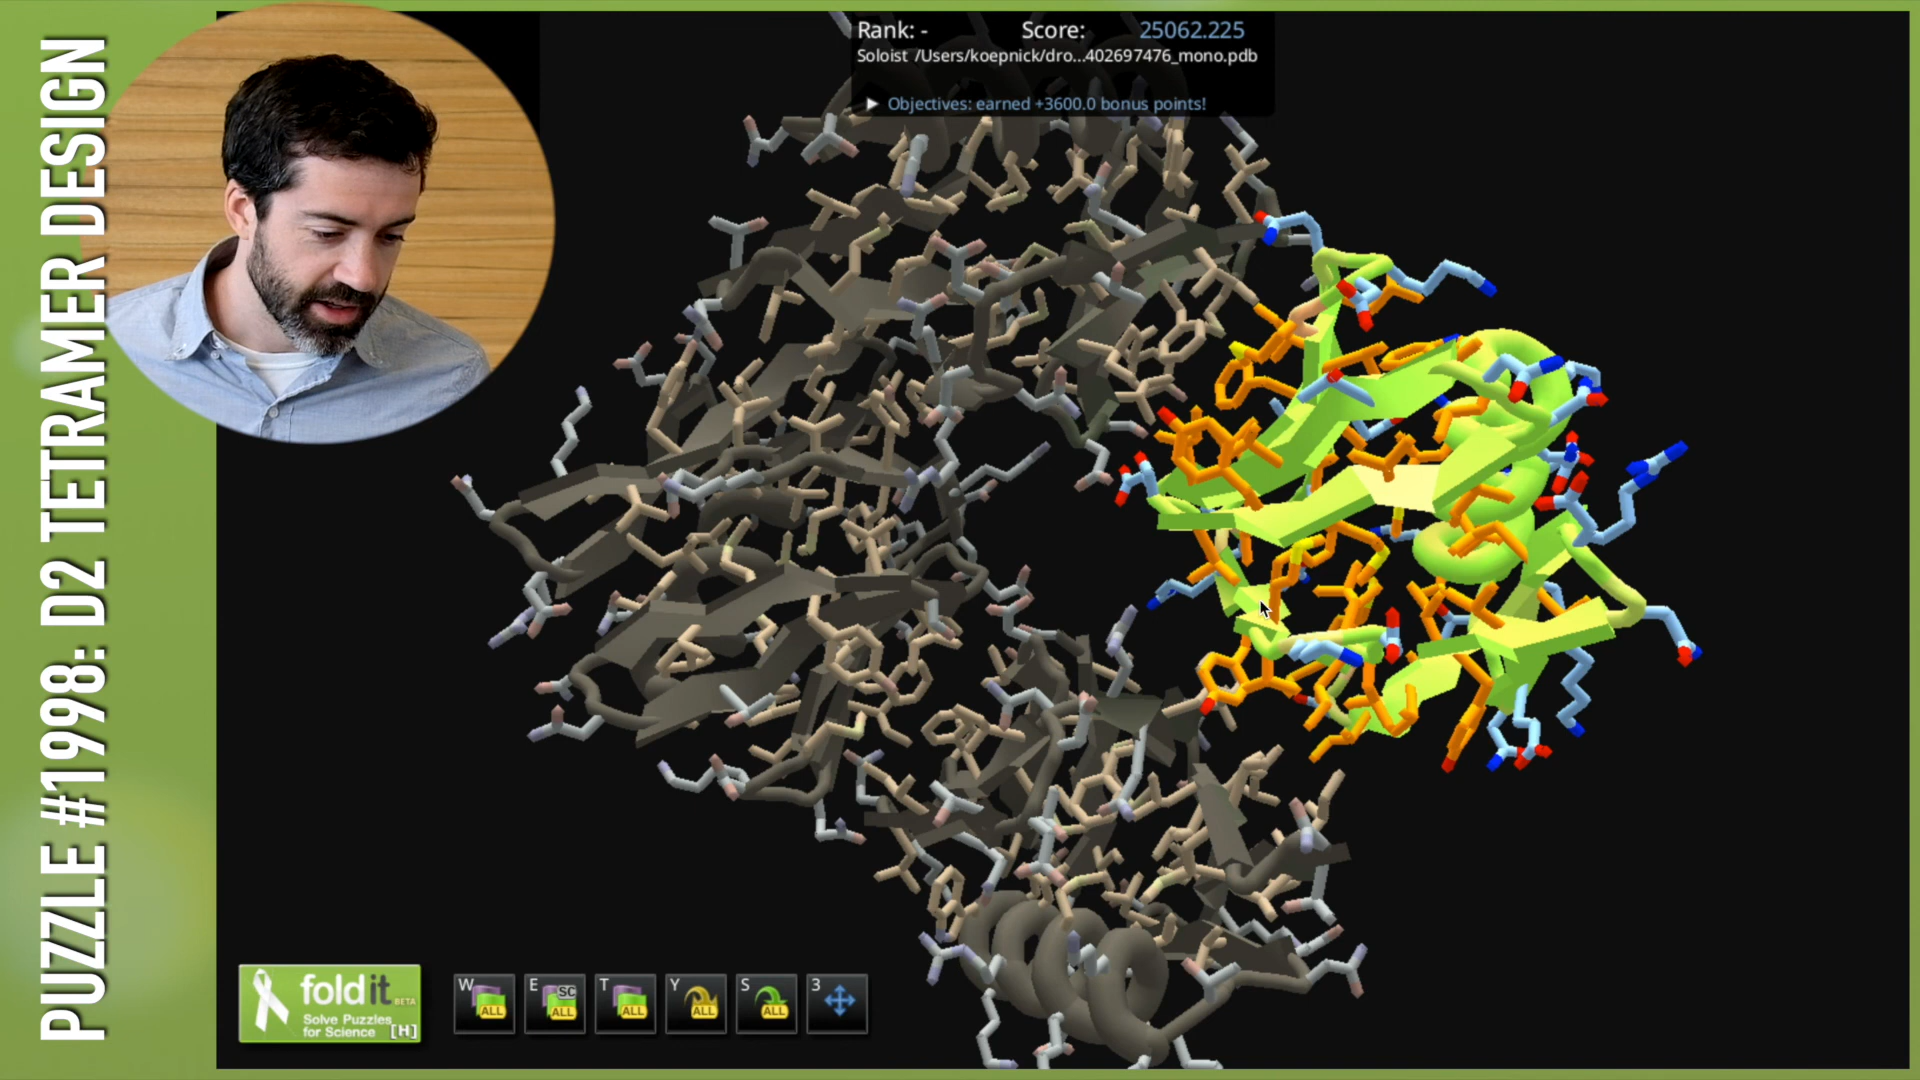 PUZZLE #1998: D2 TETRAMER DESIGN
Rank: - Score: 25062.225
Soloist /Users/koepnick/dro...402697476_mono.pdb
Objectives: earned +3600.0 bonus points!
foldit BETA
Solve Puzzles
for Science [H]
W ALL
E SC ALL
T ALL
Y ALL
S ALL
3